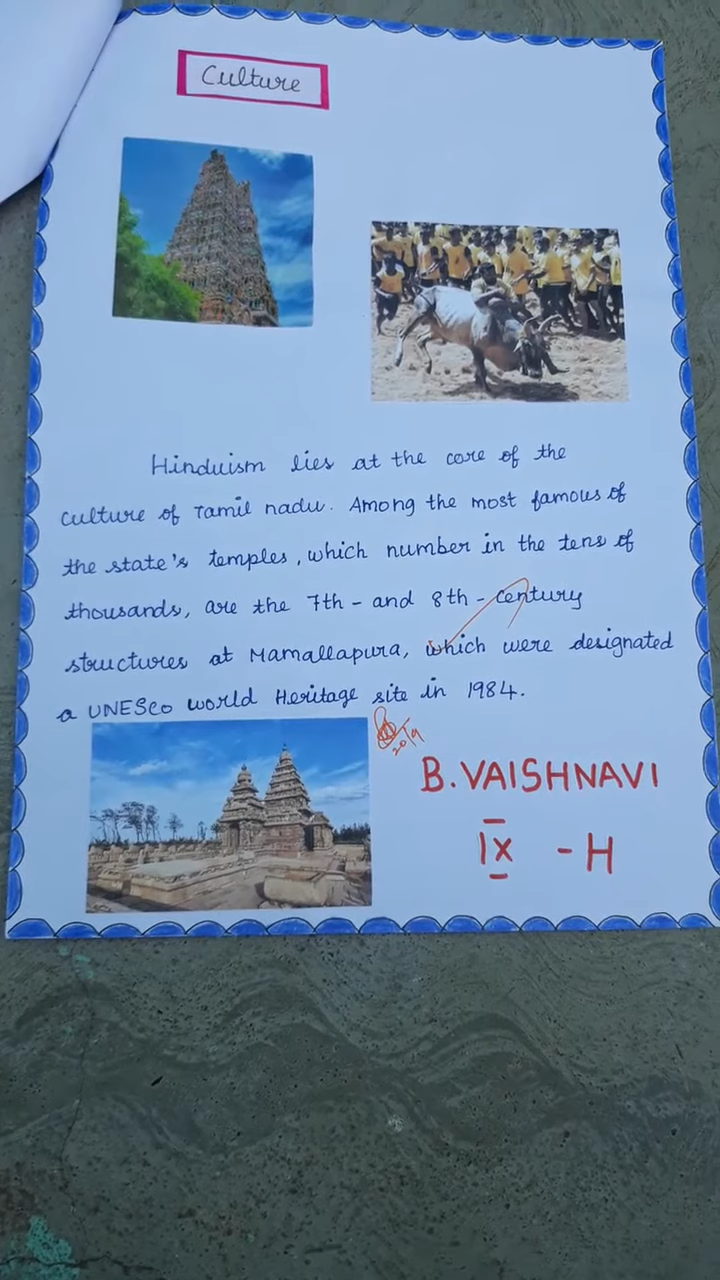 Culture
Hinduism lies at the core of the
culture of Tamil nadu. Among the most famous of
the state's temples, which number in the tens of
thousands, are the 7th - and 8th - century
structures at Mamallapura, which were designated
a UNESCO world Heritage site in 1984.
20/9
B. VAISHNAVI
IX - H